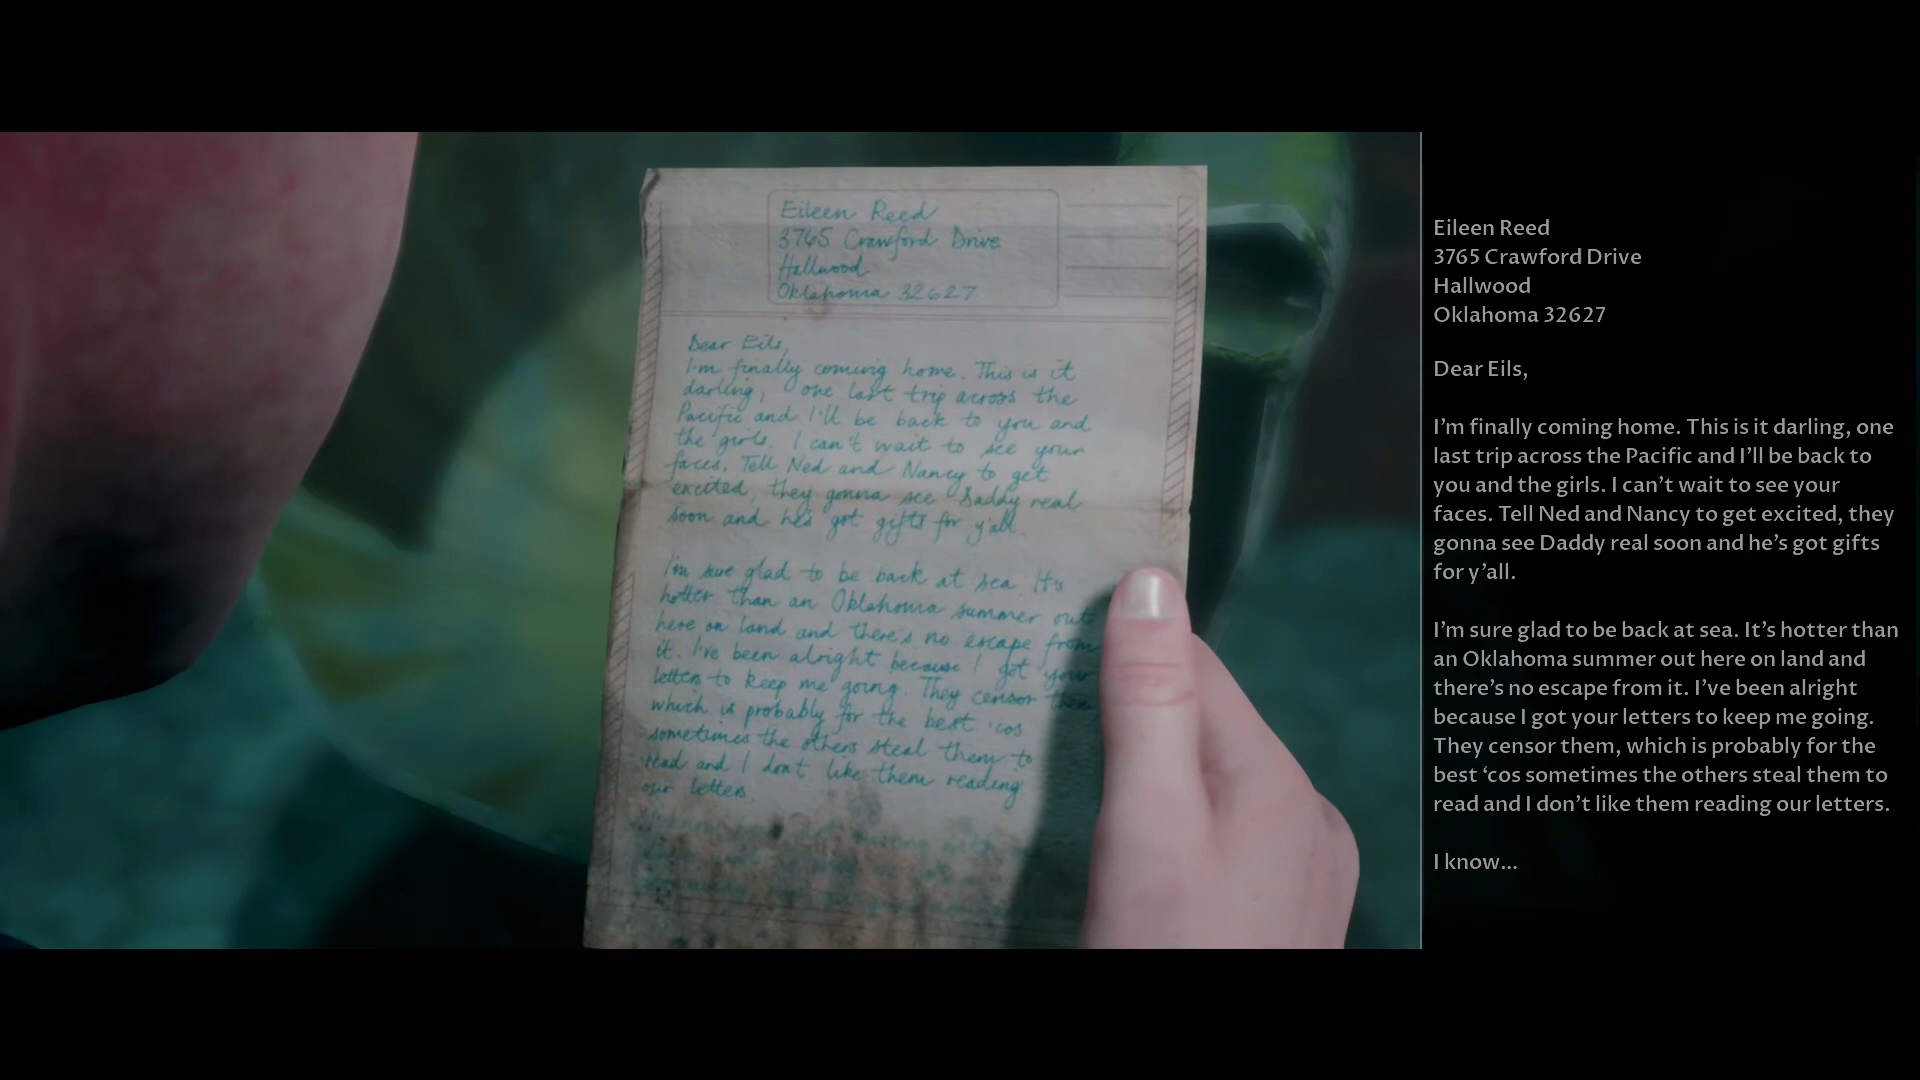 Eileen Reed
3765 Crawford Drive
Hallwood
Oklahoma 32627
Dear Eils,
I'm finally coming home. This is it
darling, one last trip across the
Pacific and I'll be back to you and
the girls. I can't wait to see your
faces. Tell Ned and Nancy to get
excited, they gonna see Daddy real
soon and he's got gifts for y'all.
I'm sure glad to be back at sea. It's
hotter than an Oklahoma summer out
here on land and there's no escape from
it. I've been alright because I got your
letters to keep me going. They censor them
which is probably for the best 'cos
sometimes the others steal them to
read and I don't like them reading
our letters.
Eileen Reed
3765 Crawford Drive
Hallwood
Oklahoma 32627
Dear Eils,
I’m finally coming home. This is it darling, one
last trip across the Pacific and I’ll be back to
you and the girls. I can’t wait to see your
faces. Tell Ned and Nancy to get excited, they
gonna see Daddy real soon and he’s got gifts
for y’all.
I’m sure glad to be back at sea. It’s hotter than
an Oklahoma summer out here on land and
there’s no escape from it. I’ve been alright
because I got your letters to keep me going.
They censor them, which is probably for the
best ‘cos sometimes the others steal them to
read and I don’t like them reading our letters.
I know...